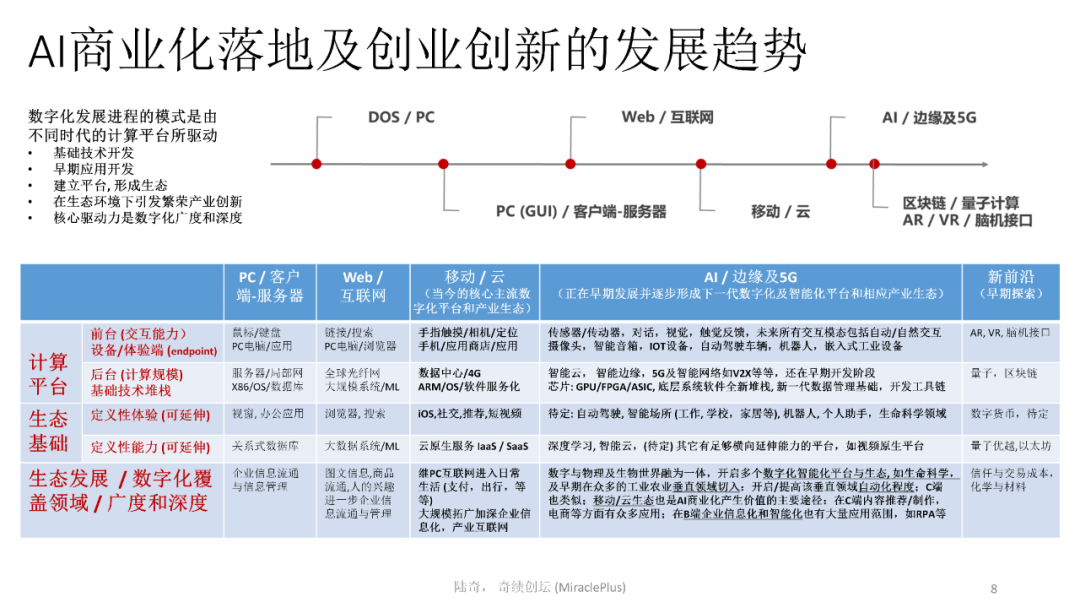 AI商业化落地及创业创新的发展趋势
数字化发展进程的模式是由
不同时代的计算平台所驱动
• 基础技术开发
• 早期应用开发
• 建立平台, 形成生态
• 在生态环境下引发繁荣产业创新
• 核心驱动力是数字化广度和深度
DOS / PC
Web / 互联网
AI / 边缘及5G
PC (GUI) / 客户端-服务器
移动 / 云
区块链 / 量子计算
AR / VR / 脑机接口
PC / 客户
端-服务器
Web /
互联网
移动 / 云
（当今的核心主流数
字化平台和产业生态）
AI / 边缘及5G
（正在早期发展并逐步形成下一代数字化及智能化平台和相应产业生态）
新前沿
（早期探索）
计算
平台
前台 (交互能力）
设备/体验端 (endpoint)
鼠标/键盘
PC电脑/应用
链接/搜索
PC电脑/浏览器
手指触摸/相机/定位
手机/应用商店/应用
传感器/传动器，对话，视觉，触觉反馈，未来所有交互模态包括自动/自然交互
摄像头，智能音箱，IOT设备，自动驾驶车辆，机器人，嵌入式工业设备
AR, VR, 脑机接口
后台 (计算规模）
基础技术堆栈
服务器/局部网
X86/OS/数据库
全球光纤网
大规模系统/ML
数据中心/4G
ARM/OS/软件服务化
智能云， 智能边缘，5G及智能网络如V2X等等，还在早期开发阶段
芯片: GPU/FPGA/ASIC, 底层系统软件全新堆栈, 新一代数据管理基础，开发工具链
量子，区块链
生态
基础
定义性体验 (可延伸)
视窗, 办公应用
浏览器, 搜索
iOS,社交,推荐,短视频
待定: 自动驾驶, 智能场所 (工作, 学校，家居等), 机器人, 个人助手，生命科学领域
数字货币，待定
定义性能力 (可延伸)
关系式数据库
大数据系统/ML
云原生服务 IaaS / SaaS
深度学习, 智能云，(待定) 其它有足够横向延伸能力的平台，如视频原生平台
量子优越,以太坊
生态发展 / 数字化覆
盖领域 / 广度和深度
企业信息流通
与信息管理
图文信息,商品
流通,人的兴趣
进一步企业信
息流通与管理
继PC互联网进入日常
生活 (支付，出行，等
等)
大规模拓广加深企业信
息化，产业互联网
数字与物理及生物世界融为一体，开启多个数字化智能化平台与生态, 如生命科学，
及早期在众多的工业农业垂直领域切入：开启/提高该垂直领域自动化程度；C端
也类似；移动/云生态也是AI商业化产生价值的主要途径：在C端内容推荐/制作，
电商等方面有众多应用；在B端企业信息化和智能化也有大量应用范围，如RPA等
信任与交易成本，
化学与材料
陆奇， 奇绩创坛 (MiraclePlus)
8